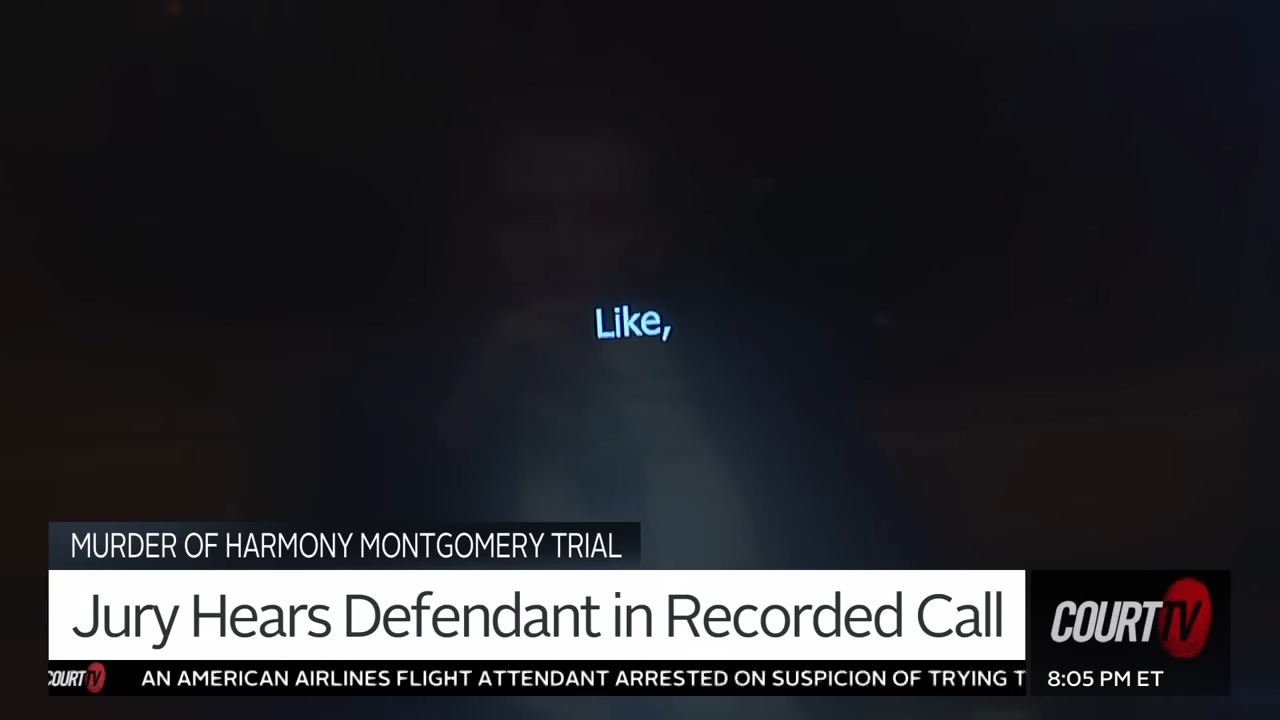 Like,
MURDER OF HARMONY MONTGOMERY TRIAL
Jury Hears Defendant in Recorded Call
COURT TV
COURT TV AN AMERICAN AIRLINES FLIGHT ATTENDANT ARRESTED ON SUSPICION OF TRYING T
8:05 PM ET